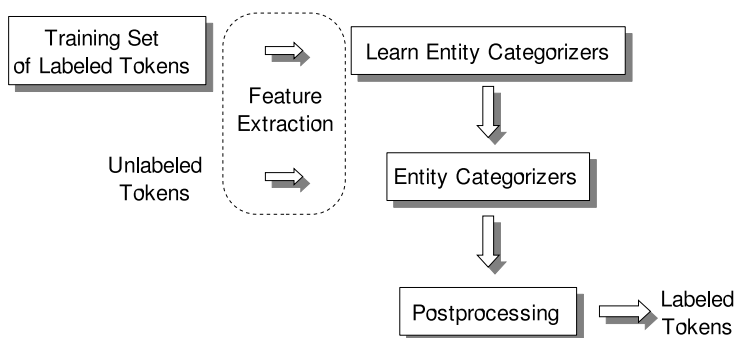 Training Set
of Labeled Tokens
Learn Entity Categorizers
Feature
Extraction
Unlabeled
Tokens
Entity Categorizers
Postprocessing
Labeled
Tokens